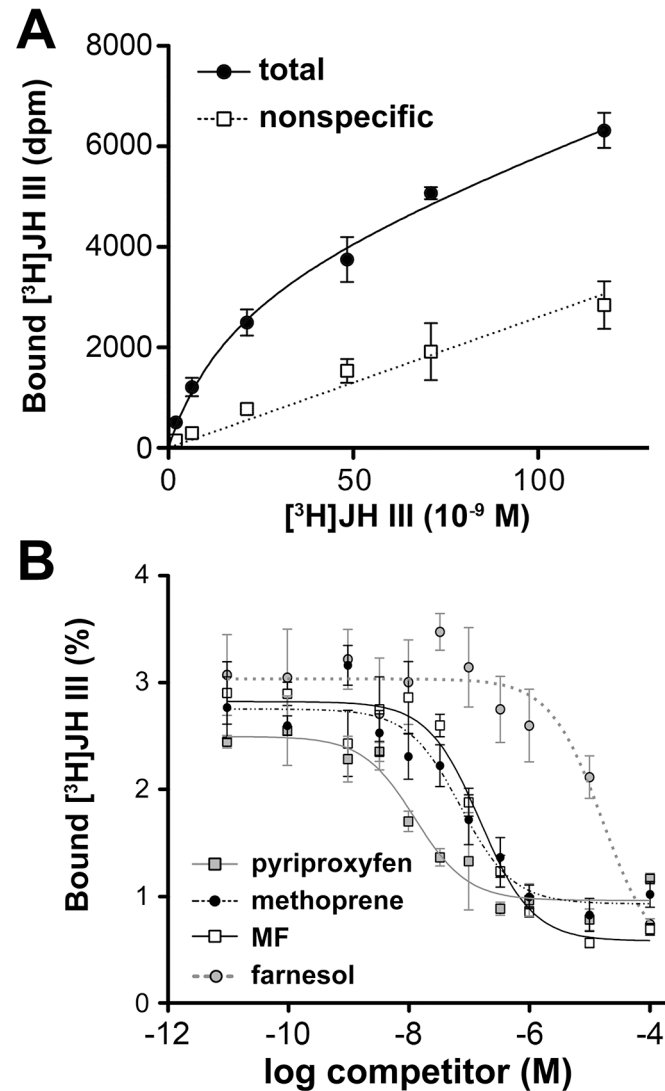 A
8000
6000
4000
2000
0
Bound [³H]JH III (dpm)
total
nonspecific
0
50
100
[³H]JH III (10⁻⁹ M)
B
4
3
2
1
0
Bound [³H]JH III (%)
pyriproxyfen
methoprene
MF
farnesol
-12
-10
-8
-6
-4
log competitor (M)